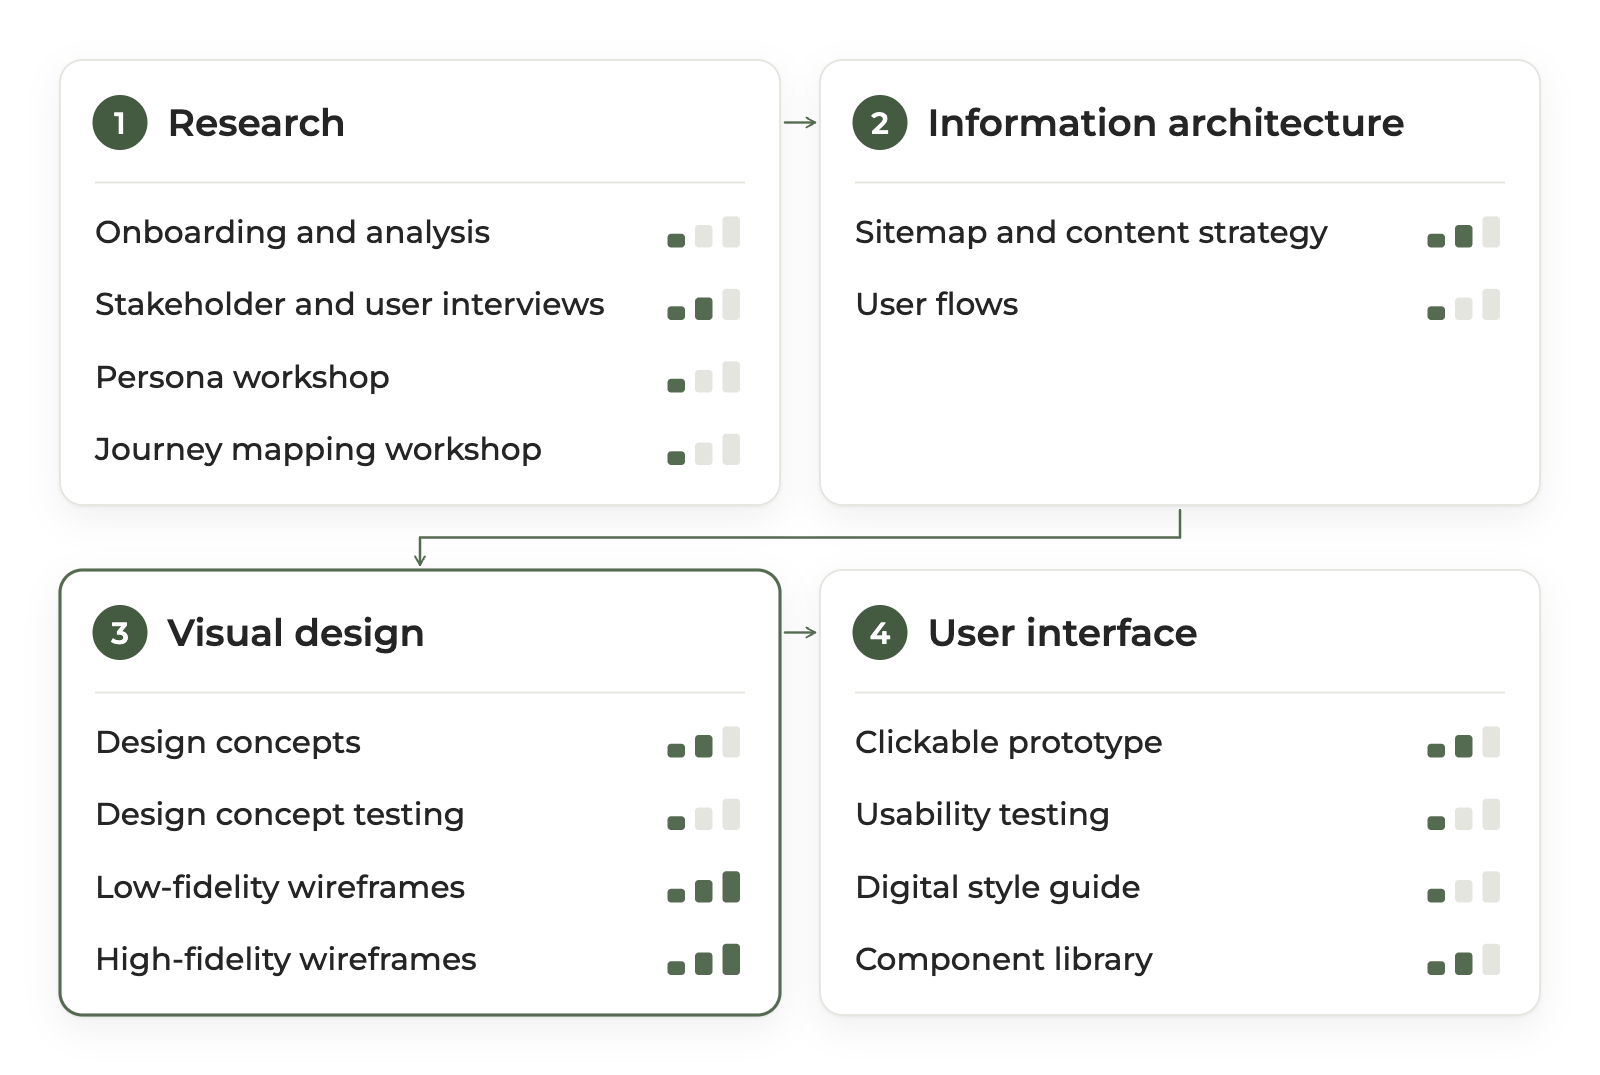 1 Research
Onboarding and analysis
Stakeholder and user interviews
Persona workshop
Journey mapping workshop
2 Information architecture
Sitemap and content strategy
User flows
3 Visual design
Design concepts
Design concept testing
Low-fidelity wireframes
High-fidelity wireframes
4 User interface
Clickable prototype
Usability testing
Digital style guide
Component library